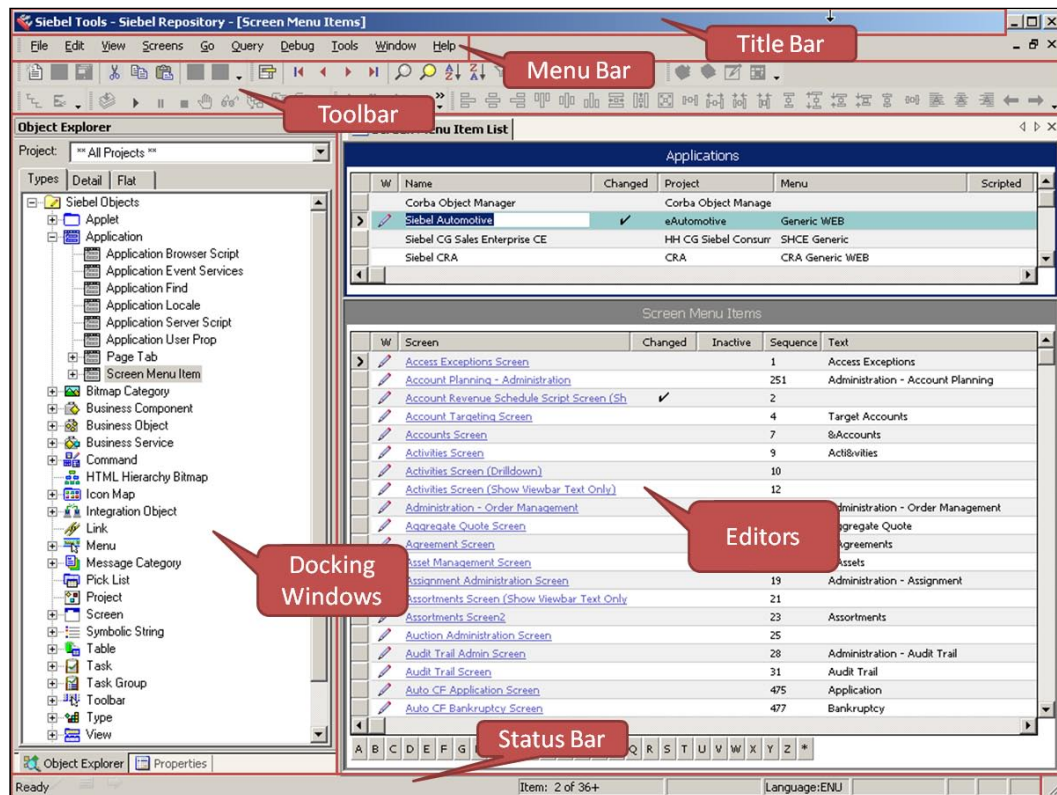 Siebel Tools - Siebel Repository - [Screen Menu Items]
Title Bar
File Edit View Screens Go Query Debug Tools Window Help
Menu Bar
Toolbar
Object Explorer
Project: ** All Projects **
Types Detail Flat
Siebel Objects
Applet
Application
Application Browser Script
Application Event Services
Application Find
Application Locale
Application Server Script
Application User Prop
Page Tab
Screen Menu Item
Bitmap Category
Business Component
Business Object
Business Service
Command
HTML Hierarchy Bitmap
Icon Map
Integration Object
Link
Menu
Message Category
Pick List
Project
Screen
Symbolic String
Table
Task
Task Group
Toolbar
Type
View
Docking
Windows
Object Explorer Properties
Menu Item List
Applications
W Name Changed Project Menu Scripted
Corba Object Manager Corba Object Manage
Siebel Automotive eAutomotive Generic WEB
Siebel CG Sales Enterprise CE HH CG Siebel Consum SHCE Generic
Siebel CRA CRA CRA Generic WEB
Screen Menu Items
W Screen Changed Inactive Sequence Text
Access Exceptions Screen 1 Access Exceptions
Account Planning - Administration 251 Administration - Account Planning
Account Revenue Schedule Script Screen (Sh 2
Account Targeting Screen 4 Target Accounts
Accounts Screen 7 &Accounts
Activities Screen 9 Acti&vities
Activities Screen (Drilldown) 10
Activities Screen (Show Viewbar Text Only) 12
Administration - Order Management dministration - Order Management
Aggregate Quote Screen ggregate Quote
Agreement Screen greements
Asset Management Screen Assets
Assignment Administration Screen 19 Administration - Assignment
Assortments Screen (Show Viewbar Text Only 21
Assortments Screen2 23 Assortments
Auction Administration Screen 25
Audit Trail Admin Screen 28 Administration - Audit Trail
Audit Trail Screen 31 Audit Trail
Auto CF Application Screen 475 Application
Auto CF Bankruptcy Screen 477 Bankruptcy
Editors
A B C D E F G Q R S T U V W X Y Z *
Status Bar
Ready Item: 2 of 36+ Language:ENU